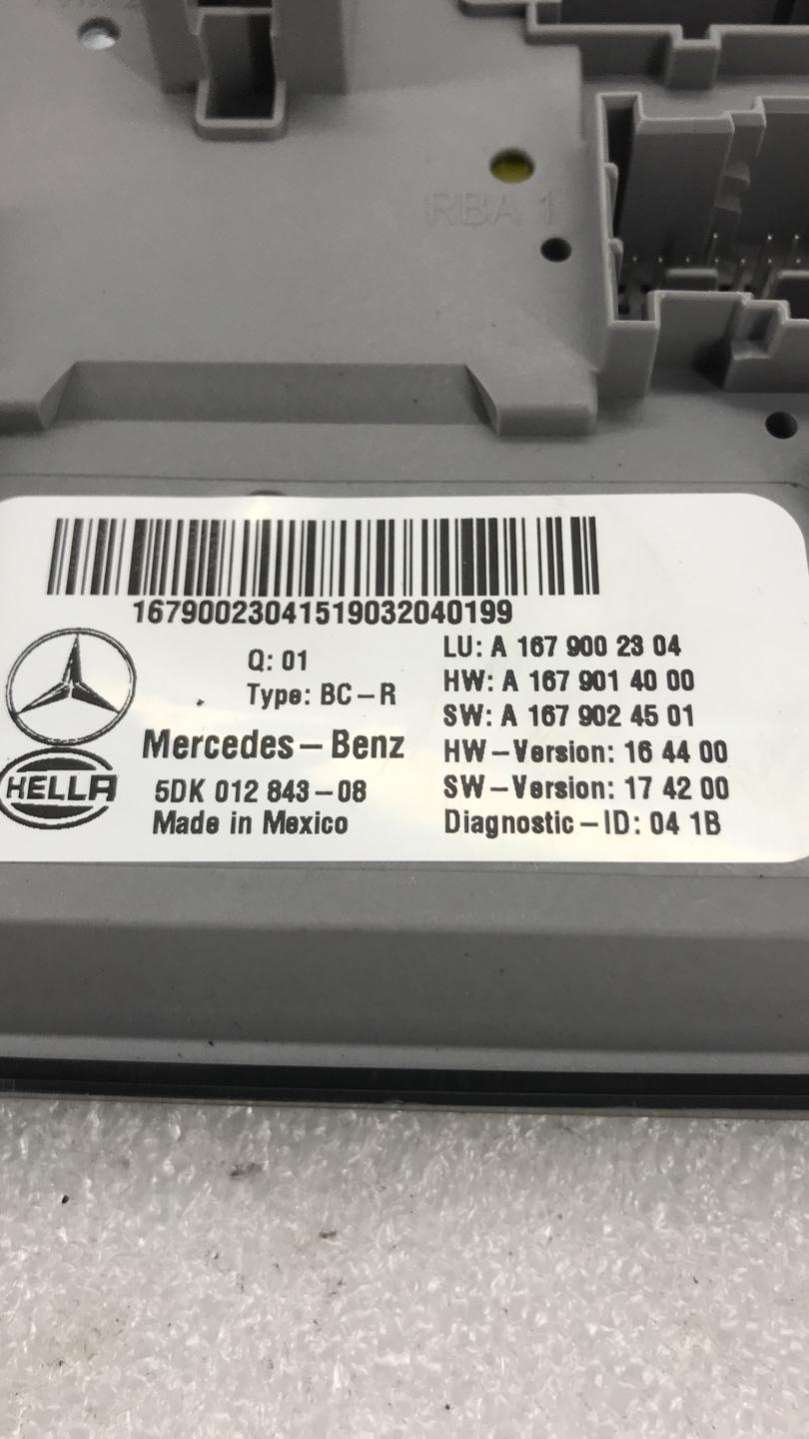 RBA 1
16790023041519032040199
Q: 01
Type: BC-R
Mercedes-Benz
HELLA
5DK 012 843-08
Made in Mexico
LU: A 167 900 23 04
HW: A 167 901 40 00
SW: A 167 902 45 01
HW-Version: 16 44 00
SW-Version: 17 42 00
Diagnostic-ID: 04 1B